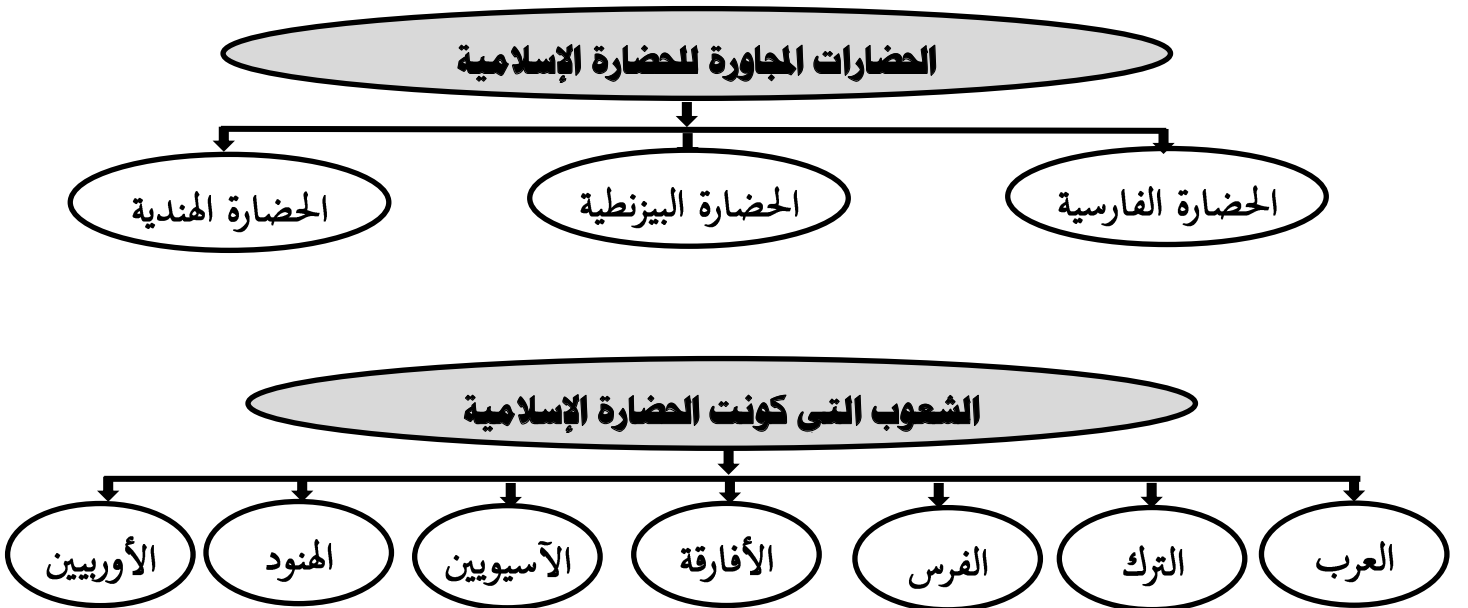 الحضارات المجاورة للحضارة الإسلامية
الحضارة الفارسية
الحضارة البيزنطية
الحضارة الهندية
الشعوب التى كونت الحضارة الإسلامية
العرب
الترك
الفرس
الأفارقة
الآسيويين
الهنود
الأوربيين